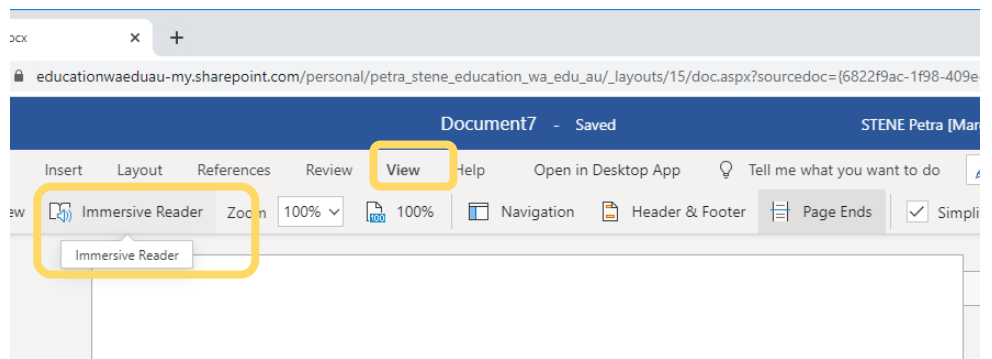 ocx × +
educationwaeduau-my.sharepoint.com/personal/petra_stene_education_wa_edu_au/_layouts/15/doc.aspx?sourcedoc={6822f9ac-1f98-409e-
Document7 - Saved STENE Petra [Mar
Insert Layout References Review View Help Open in Desktop App Tell me what you want to do
ew Immersive Reader Zoom 100% 100% Navigation Header & Footer Page Ends Simpli
Immersive Reader